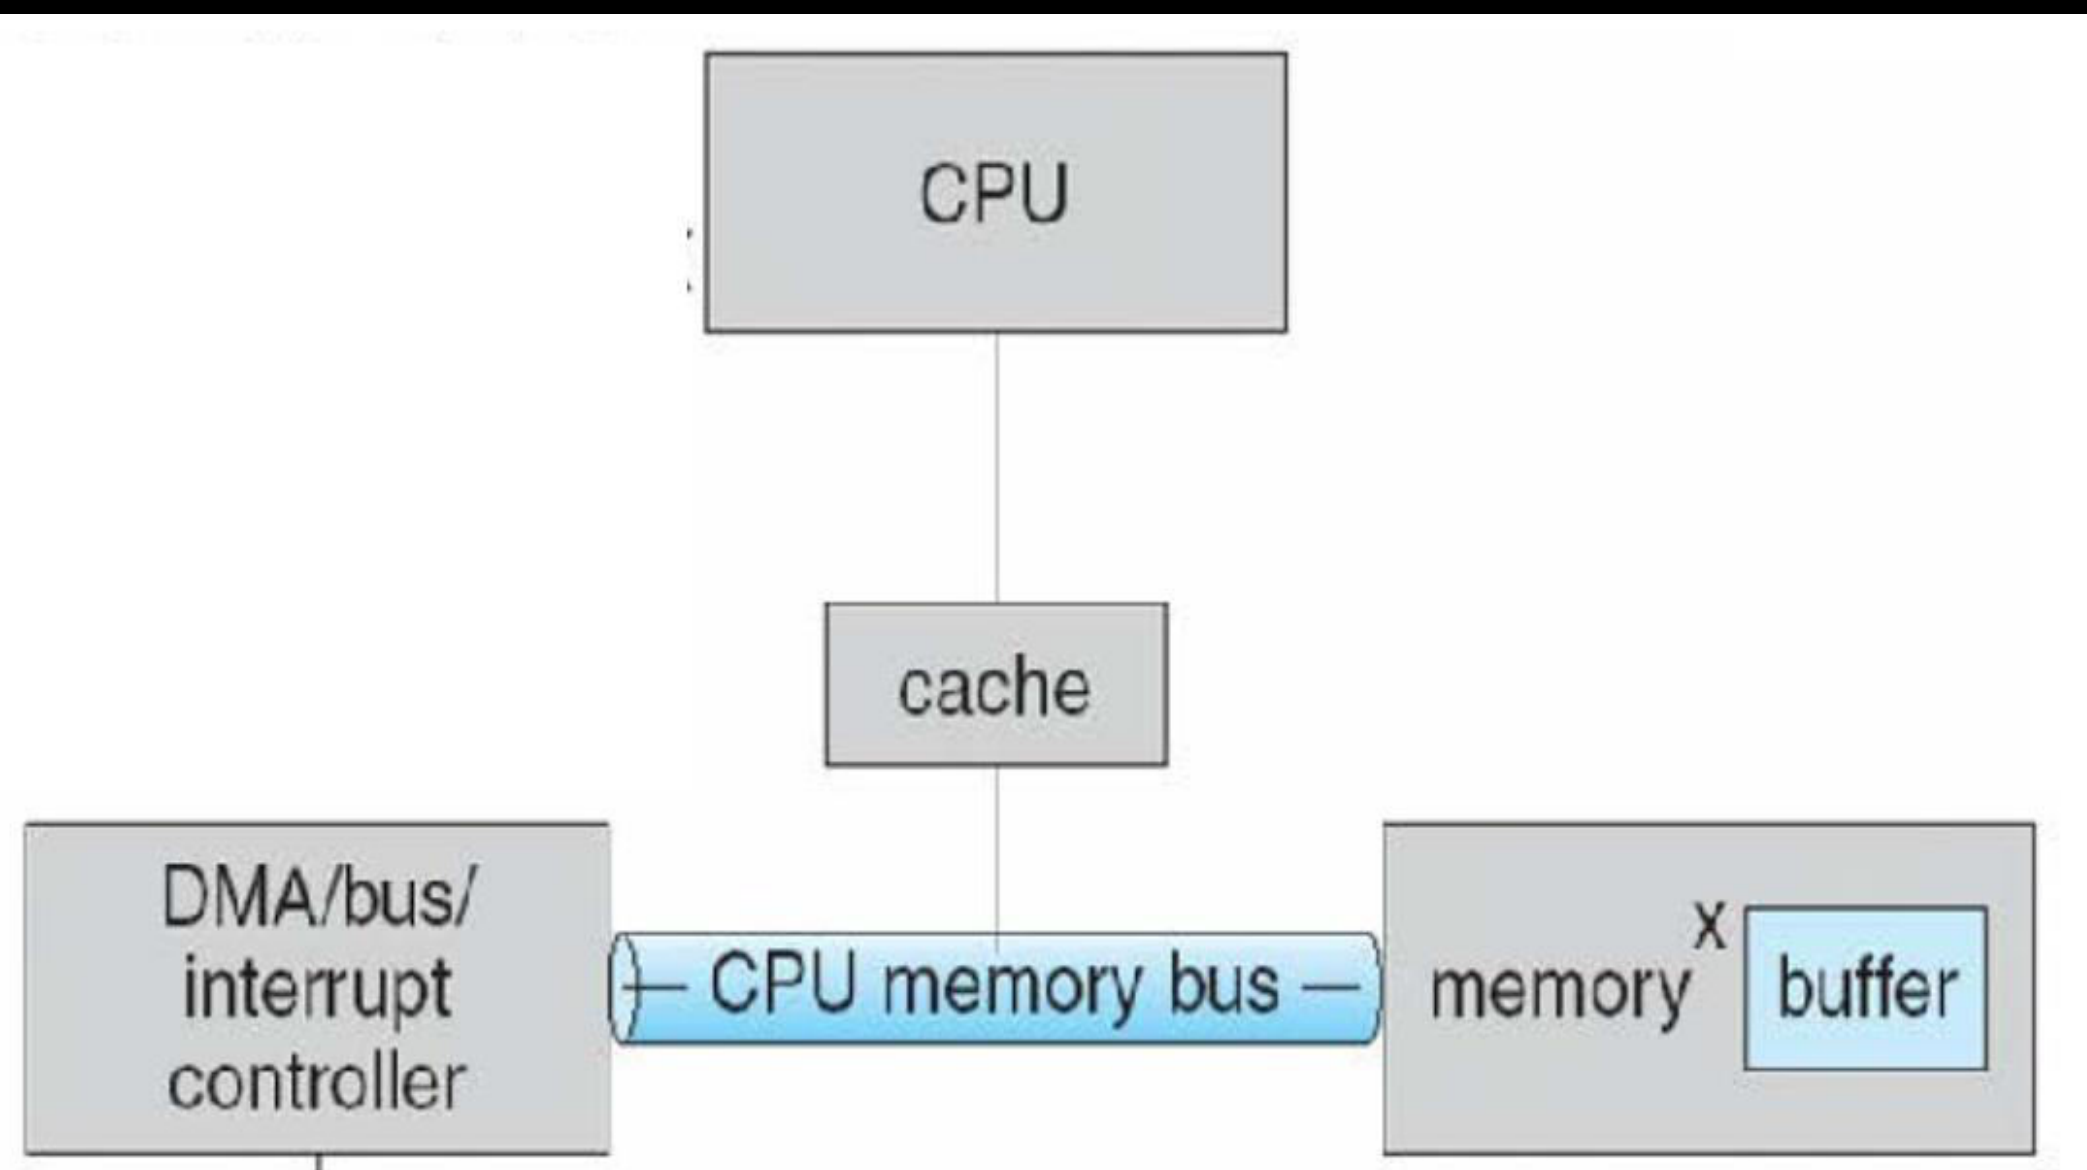 CPU
cache
DMA/bus/
interrupt
controller
CPU memory bus
memory
X
buffer